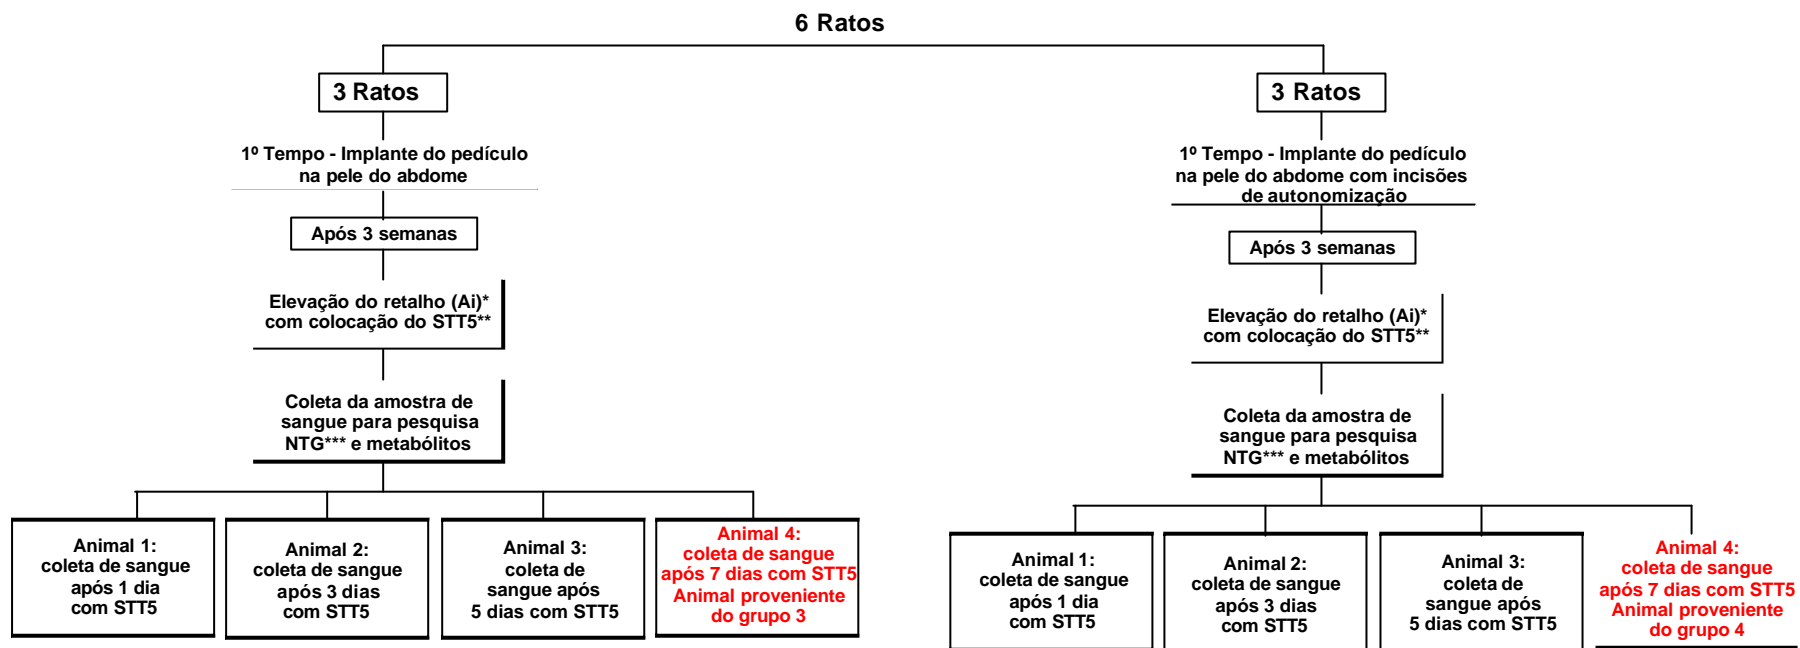 6 Ratos
3 Ratos
1º Tempo - Implante do pedículo
na pele do abdome
Após 3 semanas
Elevação do retalho (Ai)*
com colocação do STT5**
Coleta da amostra de
sangue para pesquisa
NTG*** e metabólitos
Animal 1:
coleta de sangue
após 1 dia
com STT5
Animal 2:
coleta de sangue
após 3 dias
com STT5
Animal 3:
coleta de
sangue após
5 dias com STT5
Animal 4:
coleta de sangue
após 7 dias com STT5
Animal proveniente
do grupo 3
3 Ratos
1º Tempo - Implante do pedículo
na pele do abdome com incisões
de autonomização
Após 3 semanas
Elevação do retalho (Ai)*
com colocação do STT5**
Coleta da amostra de
sangue para pesquisa
NTG*** e metabólitos
Animal 1:
coleta de sangue
após 1 dia
com STT5
Animal 2:
coleta de sangue
após 3 dias
com STT5
Animal 3:
coleta de
sangue após
5 dias com STT5
Animal 4:
coleta de sangue
após 7 dias com STT5
Animal proveniente
do grupo 4